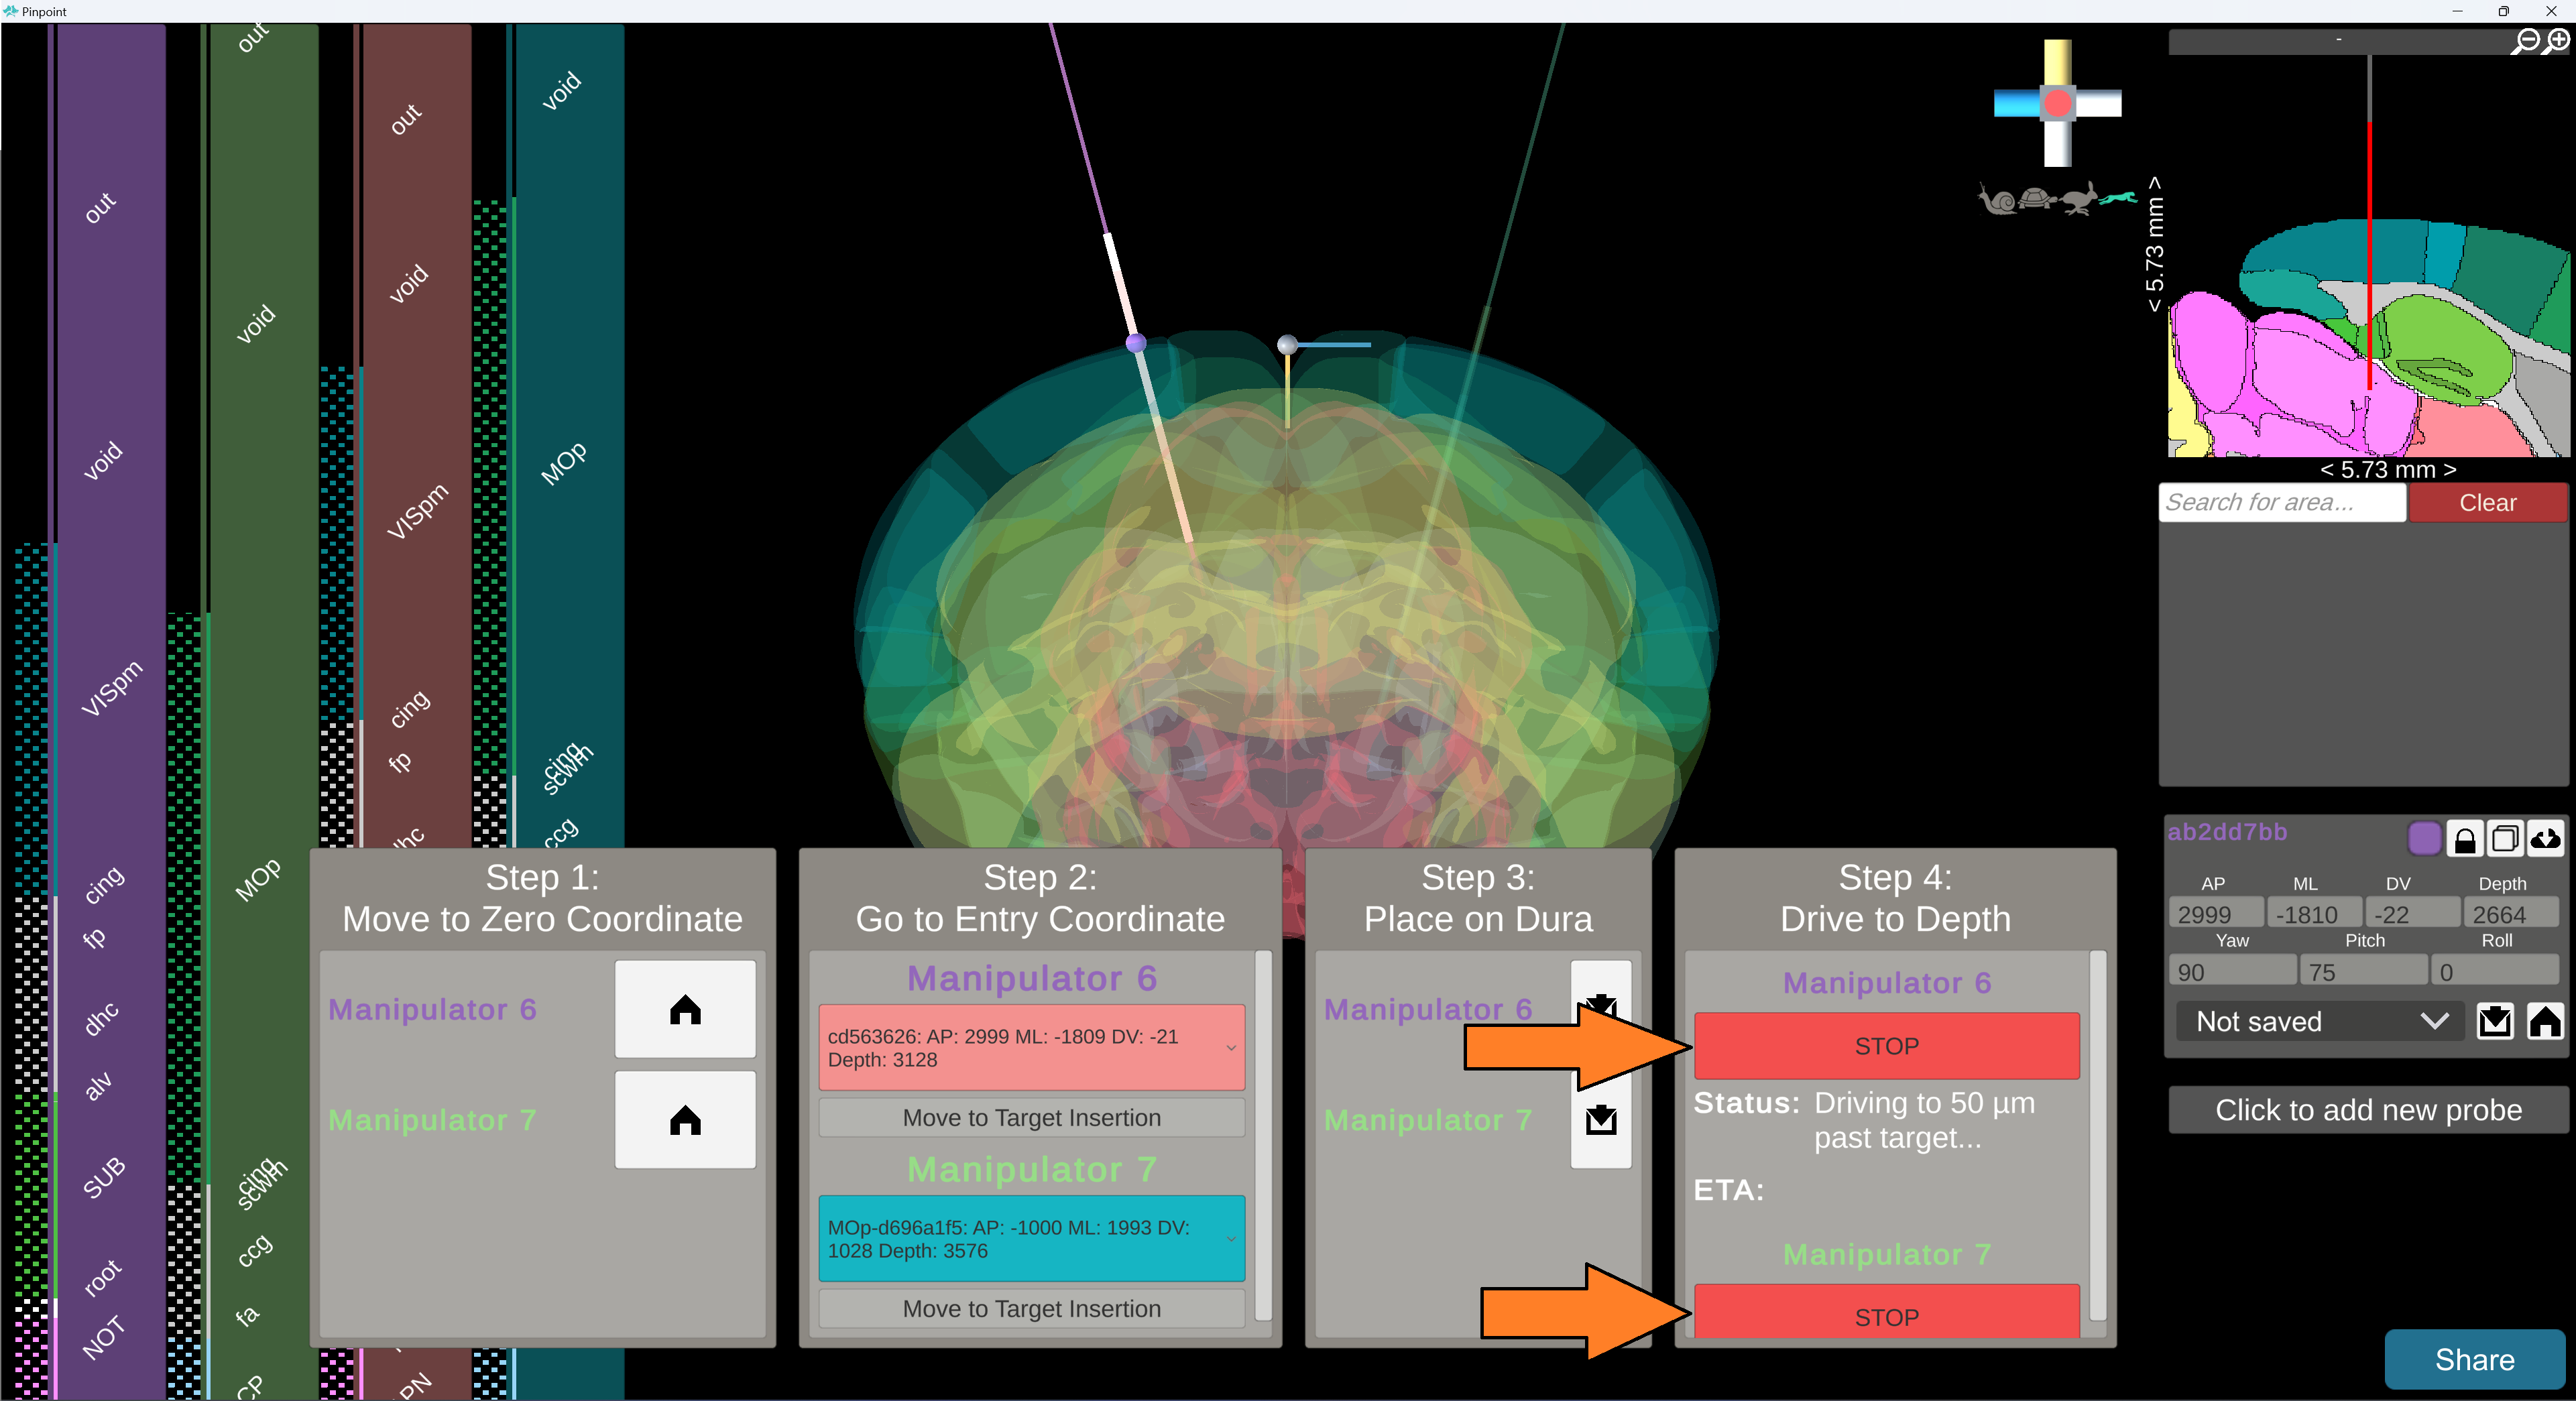 Pinpoint
out
void
VISpm
cing
fp
dhc
alv
SUB
root
NOT
out
void
MOp
cing
scwh
ccg
fa
CP
out
void
VISpm
cing
fp
dhc
PN
void
MOp
cing
scwh
ccg
-
< 5.73 mm >
< 5.73 mm >
Search for area...
Clear
ab2dd7bb
AP ML DV Depth
2999 -1810 -22 2664
Yaw Pitch Roll
90 75 0
Not saved
Click to add new probe
Share
Step 1:
Move to Zero Coordinate
Manipulator 6
Manipulator 7
Step 2:
Go to Entry Coordinate
Manipulator 6
cd563626: AP: 2999 ML: -1809 DV: -21
Depth: 3128
Move to Target Insertion
Manipulator 7
MOp-d696a1f5: AP: -1000 ML: 1993 DV:
1028 Depth: 3576
Move to Target Insertion
Step 3:
Place on Dura
Manipulator 6
Manipulator 7
Step 4:
Drive to Depth
Manipulator 6
STOP
Status: Driving to 50 µm
past target...
ETA:
Manipulator 7
STOP